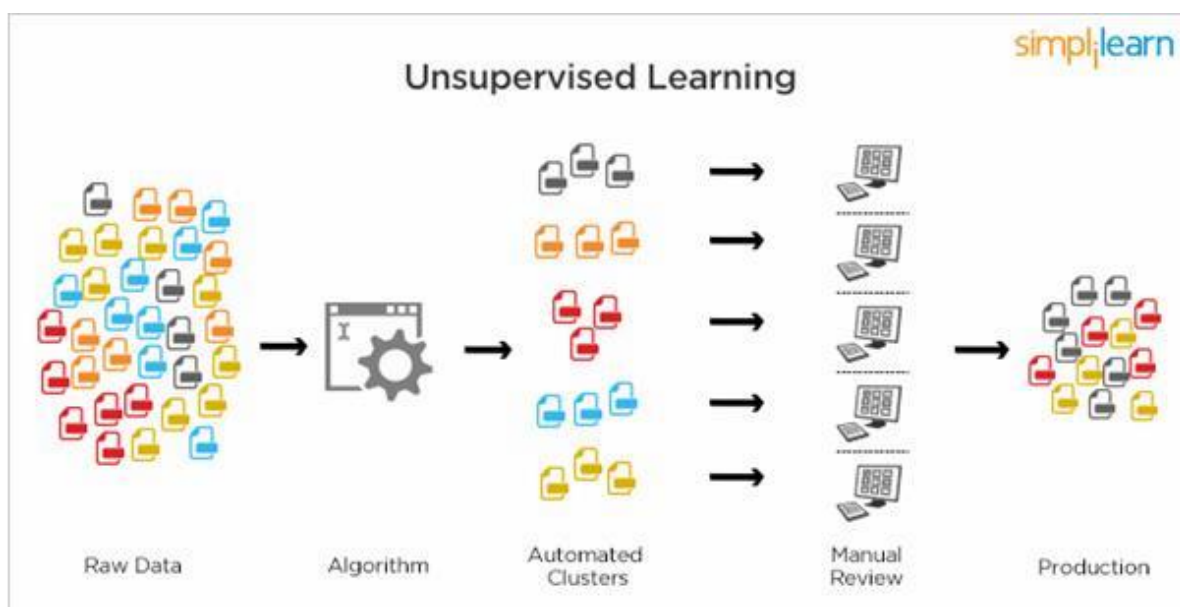 simplilearn
Unsupervised Learning
Raw Data
Algorithm
Automated
Clusters
Manual
Review
Production